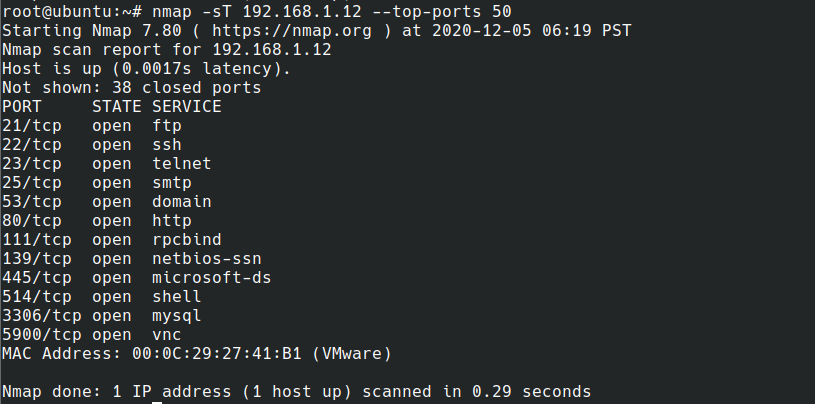 root@ubuntu:~# nmap -sT 192.168.1.12 --top-ports 50
Starting Nmap 7.80 ( https://nmap.org ) at 2020-12-05 06:19 PST
Nmap scan report for 192.168.1.12
Host is up (0.0017s latency).
Not shown: 38 closed ports
PORT     STATE SERVICE
21/tcp   open  ftp
22/tcp   open  ssh
23/tcp   open  telnet
25/tcp   open  smtp
53/tcp   open  domain
80/tcp   open  http
111/tcp  open  rpcbind
139/tcp  open  netbios-ssn
445/tcp  open  microsoft-ds
514/tcp  open  shell
3306/tcp open  mysql
5900/tcp open  vnc
MAC Address: 00:0C:29:27:41:B1 (VMware)
Nmap done: 1 IP address (1 host up) scanned in 0.29 seconds